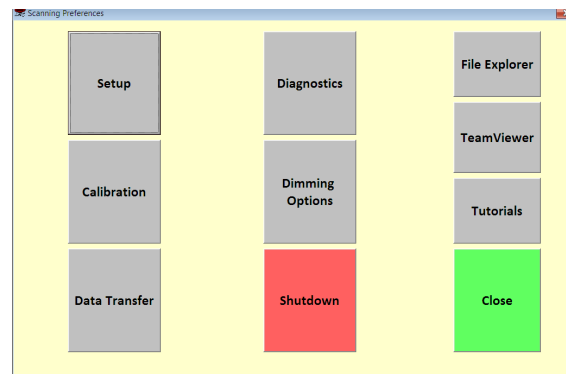 Scanning Preferences
Setup
Diagnostics
File Explorer
TeamViewer
Calibration
Dimming
Options
Tutorials
Data Transfer
Shutdown
Close